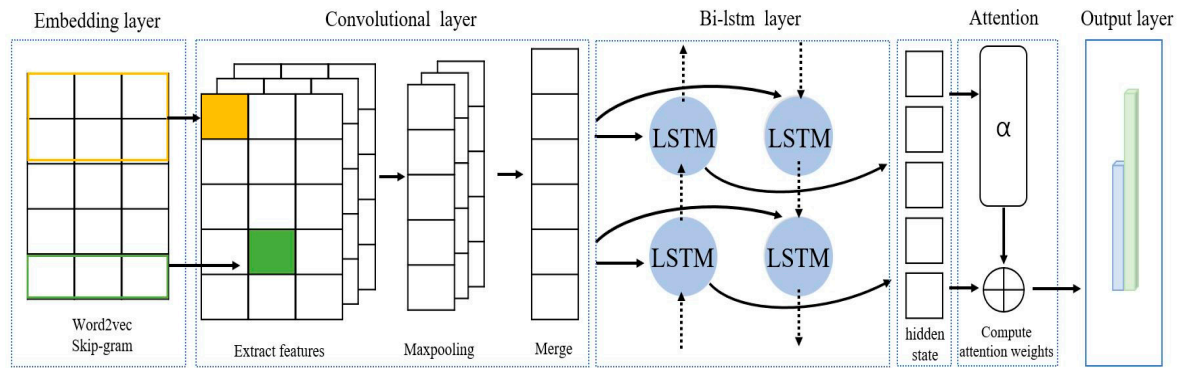 Embedding layer
Convolutional layer
Bi-lstm layer
Attention
Output layer
LSTM
LSTM
α
LSTM
LSTM
Word2vec
Skip-gram
Extract features
Maxpooling
Merge
hidden
state
Compute
attention weights